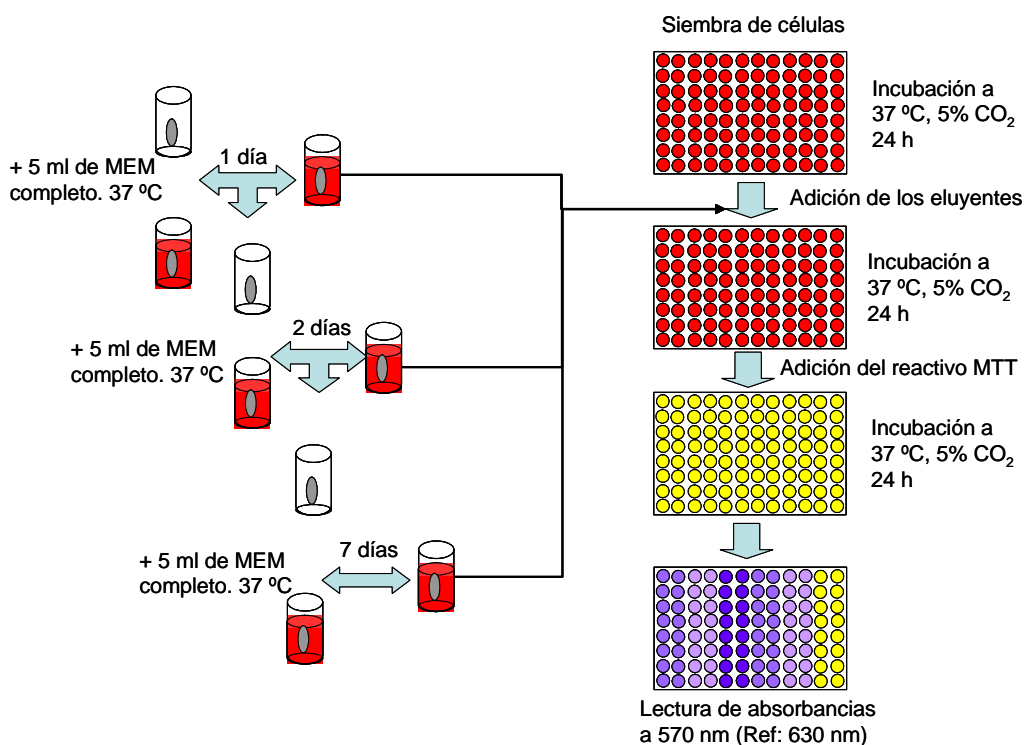 Siembra de células
Incubación a
37 ºC, 5% CO2
24 h
1 día
+ 5 ml de MEM
completo. 37 ºC
Adición de los eluyentes
Incubación a
37 ºC, 5% CO2
24 h
2 días
+ 5 ml de MEM
completo. 37 ºC
Adición del reactivo MTT
Incubación a
37 ºC, 5% CO2
24 h
7 días
+ 5 ml de MEM
completo. 37 ºC
Lectura de absorbancias
a 570 nm (Ref: 630 nm)